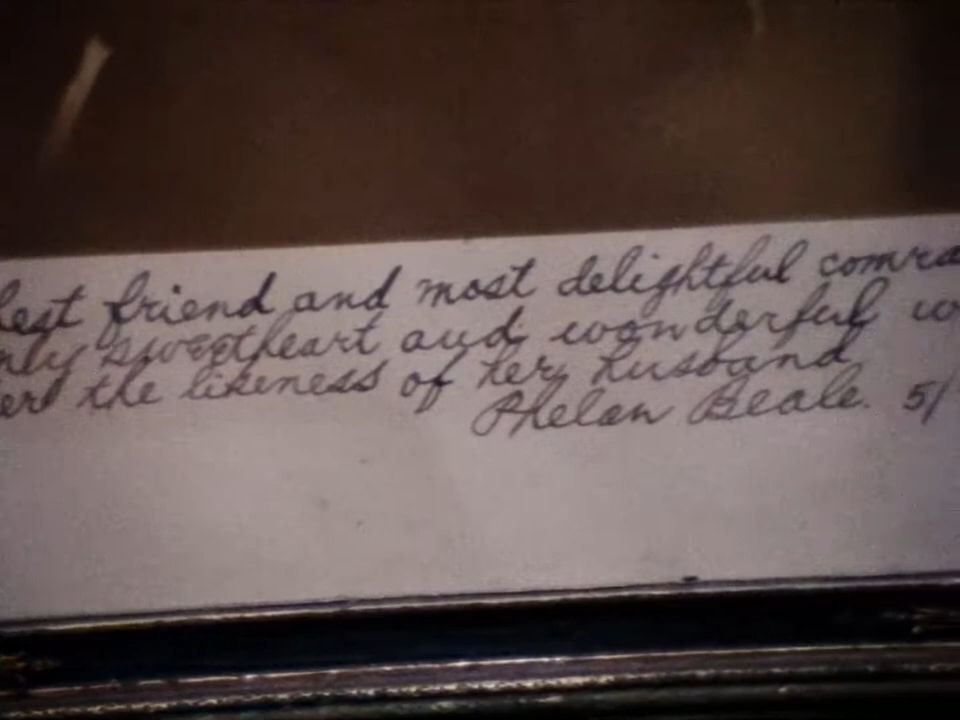 best friend and most delightful comra
nly sweetheart and wonderful w
er the likeness of her husband
Phelan Beale. 5/